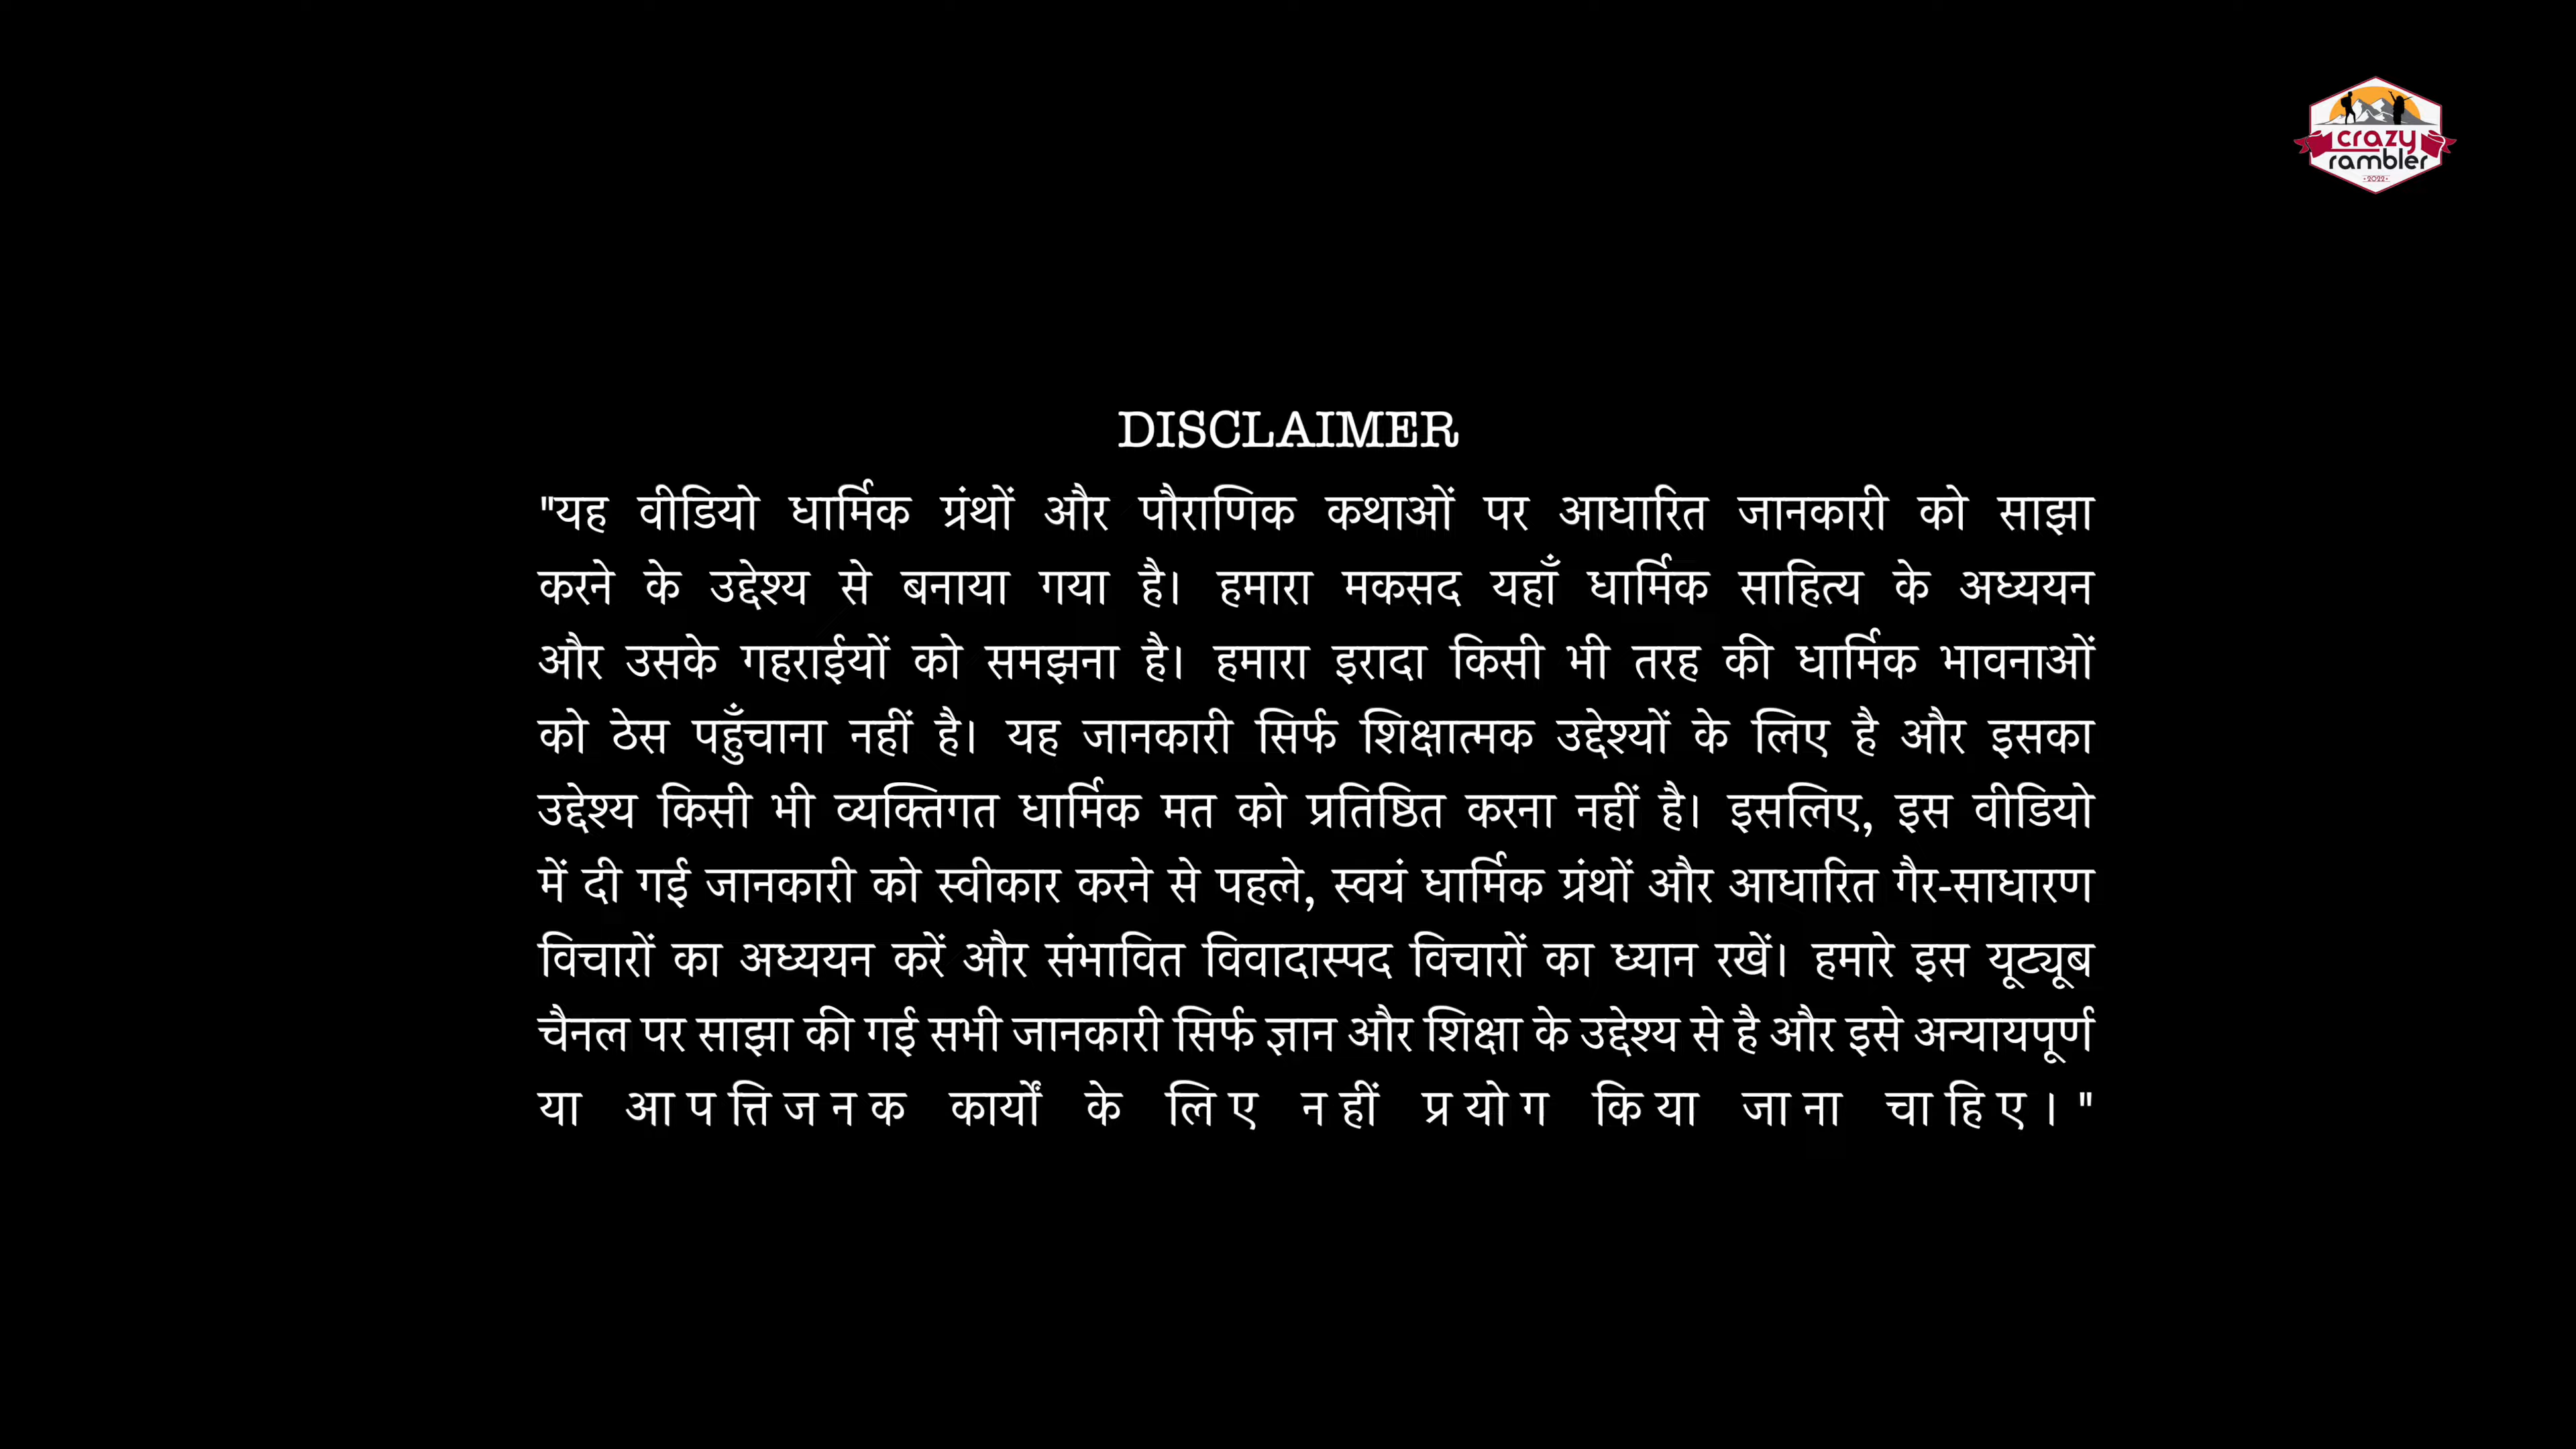 crazy
rambler
•2022•
DISCLAIMER
"यह वीडियो धार्मिक ग्रंथों और पौराणिक कथाओं पर आधारित जानकारी को साझा
करने के उद्देश्य से बनाया गया है। हमारा मकसद यहाँ धार्मिक साहित्य के अध्ययन
और उसके गहराईयों को समझना है। हमारा इरादा किसी भी तरह की धार्मिक भावनाओं
को ठेस पहुँचाना नहीं है। यह जानकारी सिर्फ शिक्षात्मक उद्देश्यों के लिए है और इसका
उद्देश्य किसी भी व्यक्तिगत धार्मिक मत को प्रतिष्ठित करना नहीं है। इसलिए, इस वीडियो
में दी गई जानकारी को स्वीकार करने से पहले, स्वयं धार्मिक ग्रंथों और आधारित गैर-साधारण
विचारों का अध्ययन करें और संभावित विवादास्पद विचारों का ध्यान रखें। हमारे इस यूट्यूब
चैनल पर साझा की गई सभी जानकारी सिर्फ ज्ञान और शिक्षा के उद्देश्य से है और इसे अन्यायपूर्ण
या आपत्तिजनक कार्यों के लिए नहीं प्रयोग किया जाना चाहिए।"